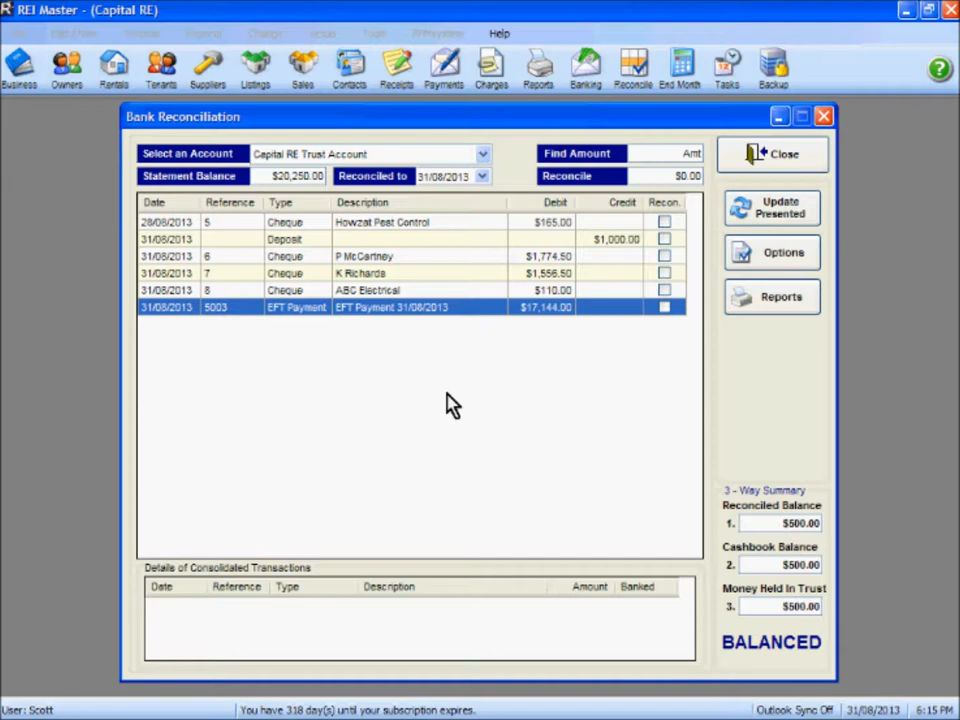 REI Master - (Capital RE)
Help
Business Owners Rentals Tenants Suppliers Listings Sales Contacts Receipts Payments Charges Reports Banking Reconcile End Month Tasks Backup
Bank Reconciliation
Select an Account Capital RE Trust Account Find Amount Amt
Statement Balance $20,250.00 Reconciled to 31/08/2013 Reconcile $0.00
Close
Update Presented
Options
Reports
Date Reference Type Description Debit Credit Recon.
28/08/2013 5 Cheque Howzat Pest Control $165.00
31/08/2013 Deposit $1,000.00
31/08/2013 6 Cheque P McCartney $1,774.50
31/08/2013 7 Cheque K Richards $1,556.50
31/08/2013 8 Cheque ABC Electrical $110.00
31/08/2013 5003 EFT Payment EFT Payment 31/08/2013 $17,144.00
3 - Way Summary
Reconciled Balance
1. $500.00
Cashbook Balance
2. $500.00
Money Held In Trust
3. $500.00
BALANCED
Details of Consolidated Transactions
Date Reference Type Description Amount Banked
User: Scott You have 318 day(s) until your subscription expires. Outlook Sync Off 31/08/2013 6:15 PM